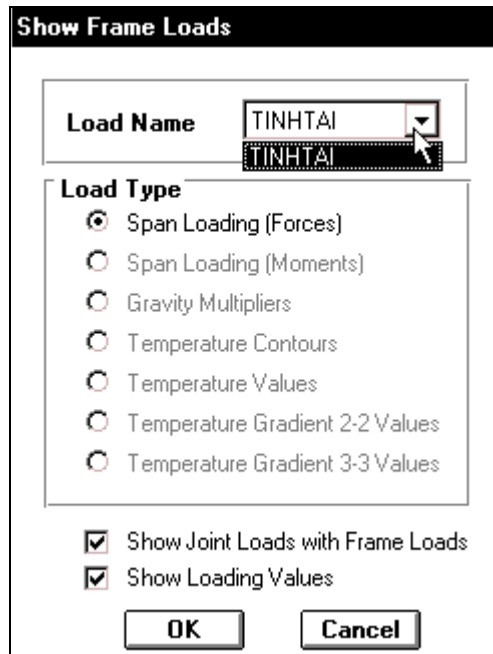 Show Frame Loads
Load Name
TINHTAI
TINHTAI
Load Type
Span Loading (Forces)
Span Loading (Moments)
Gravity Multipliers
Temperature Contours
Temperature Values
Temperature Gradient 2-2 Values
Temperature Gradient 3-3 Values
Show Joint Loads with Frame Loads
Show Loading Values
OK Cancel